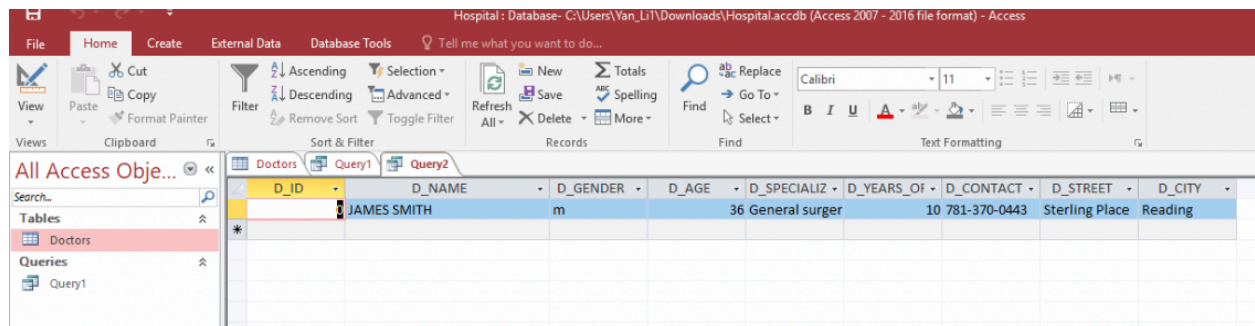 Hospital : Database- C:\Users\Yan_Li1\Downloads\Hospital.accdb (Access 2007 - 2016 file format) - Access
File Home Create External Data Database Tools Tell me what you want to do...
View Paste Cut Copy Format Painter
Filter Ascending Descending Remove Sort Selection Advanced Toggle Filter
Refresh All New Save Delete Totals Spelling More
Find Replace Go To Select
Calibri 11
B I U A
Views Clipboard Sort & Filter Records Find Text Formatting
All Access Obje...
Search...
Tables
Doctors
Queries
Query1
Doctors Query1 Query2
D_ID D_NAME D_GENDER D_AGE D_SPECIALIZ D_YEARS_OF D_CONTACT D_STREET D_CITY
0 JAMES SMITH m 36 General surger 10 781-370-0443 Sterling Place Reading